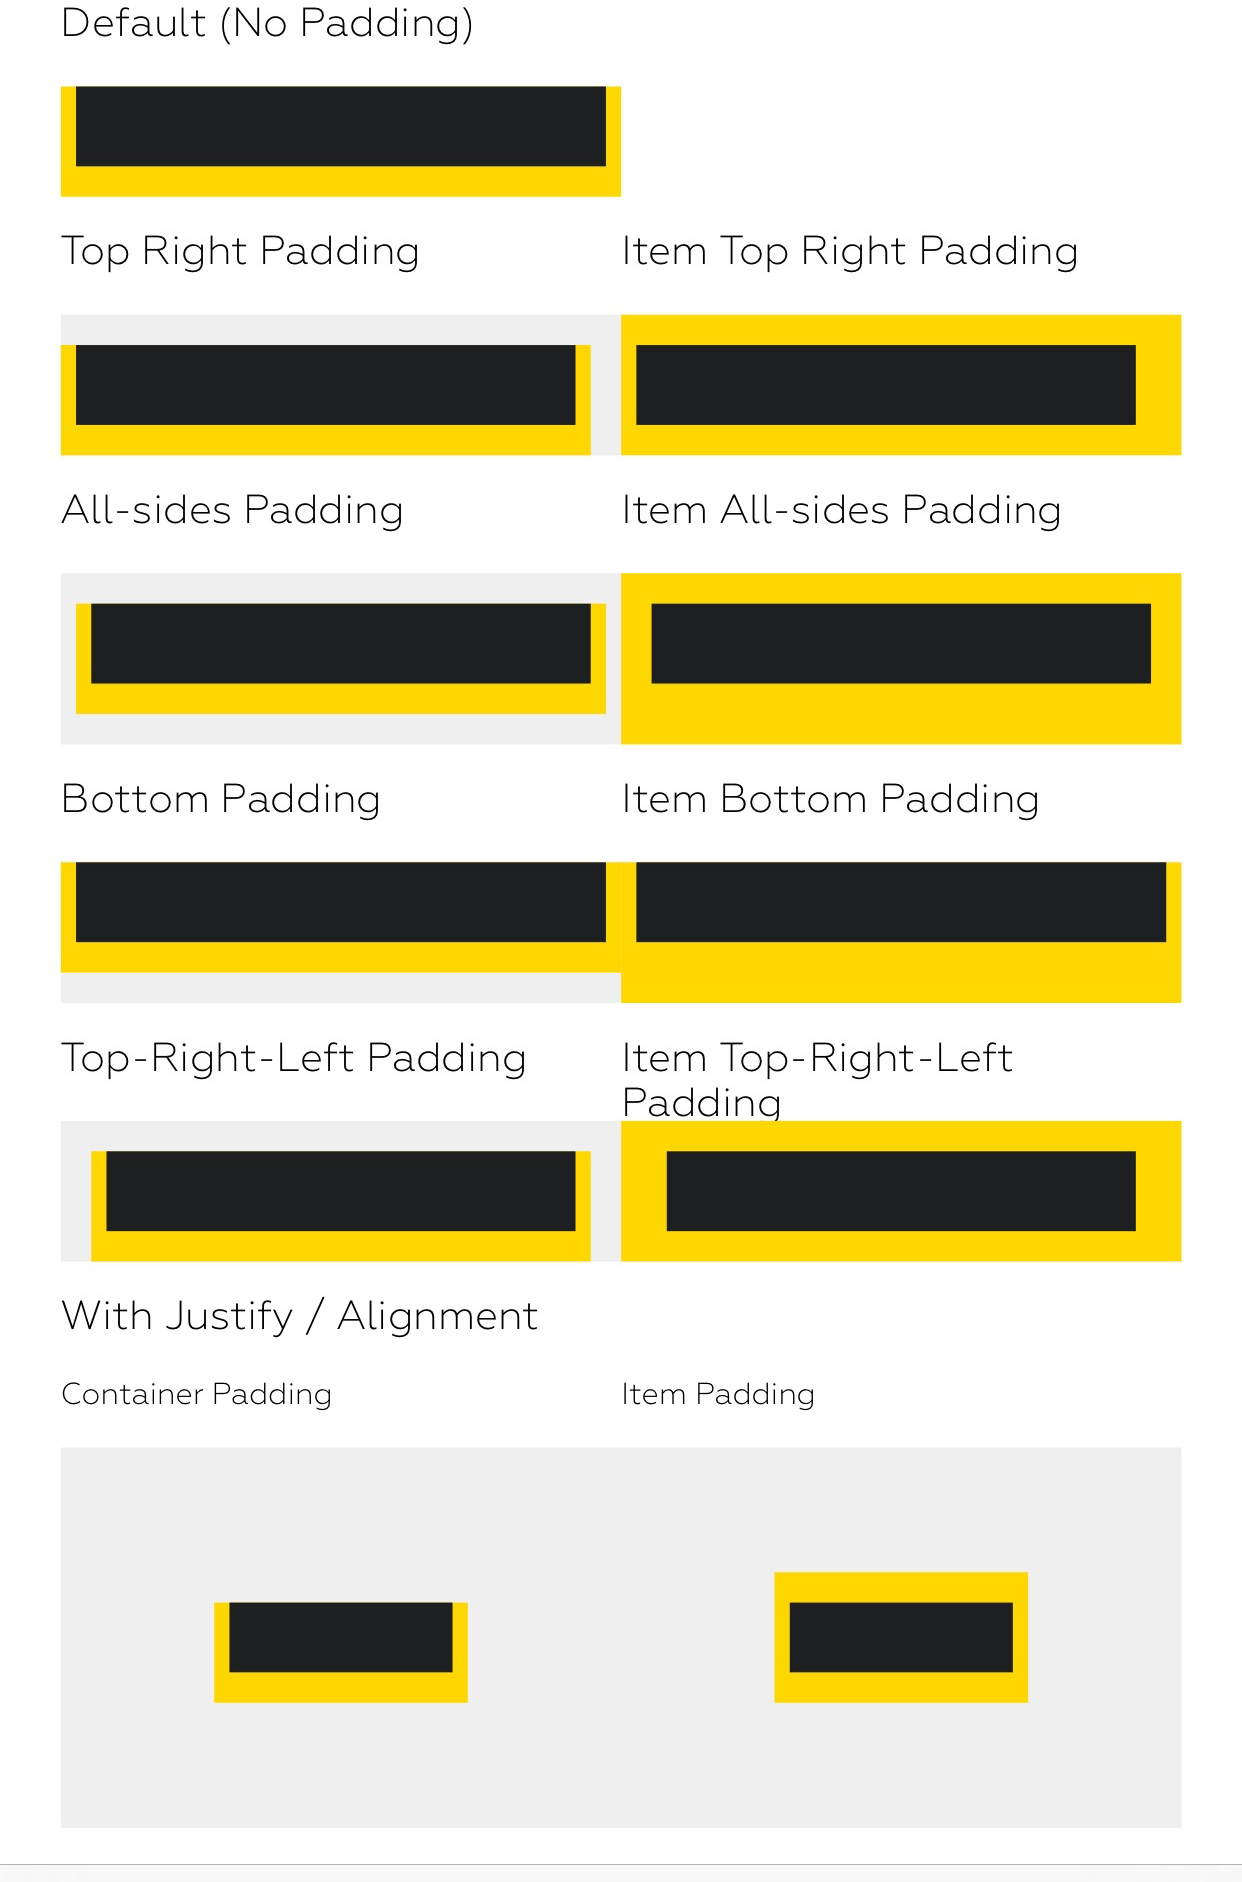 Default (No Padding)
Top Right Padding
Item Top Right Padding
All-sides Padding
Item All-sides Padding
Bottom Padding
Item Bottom Padding
Top-Right-Left Padding
Item Top-Right-Left
Padding
With Justify / Alignment
Container Padding
Item Padding